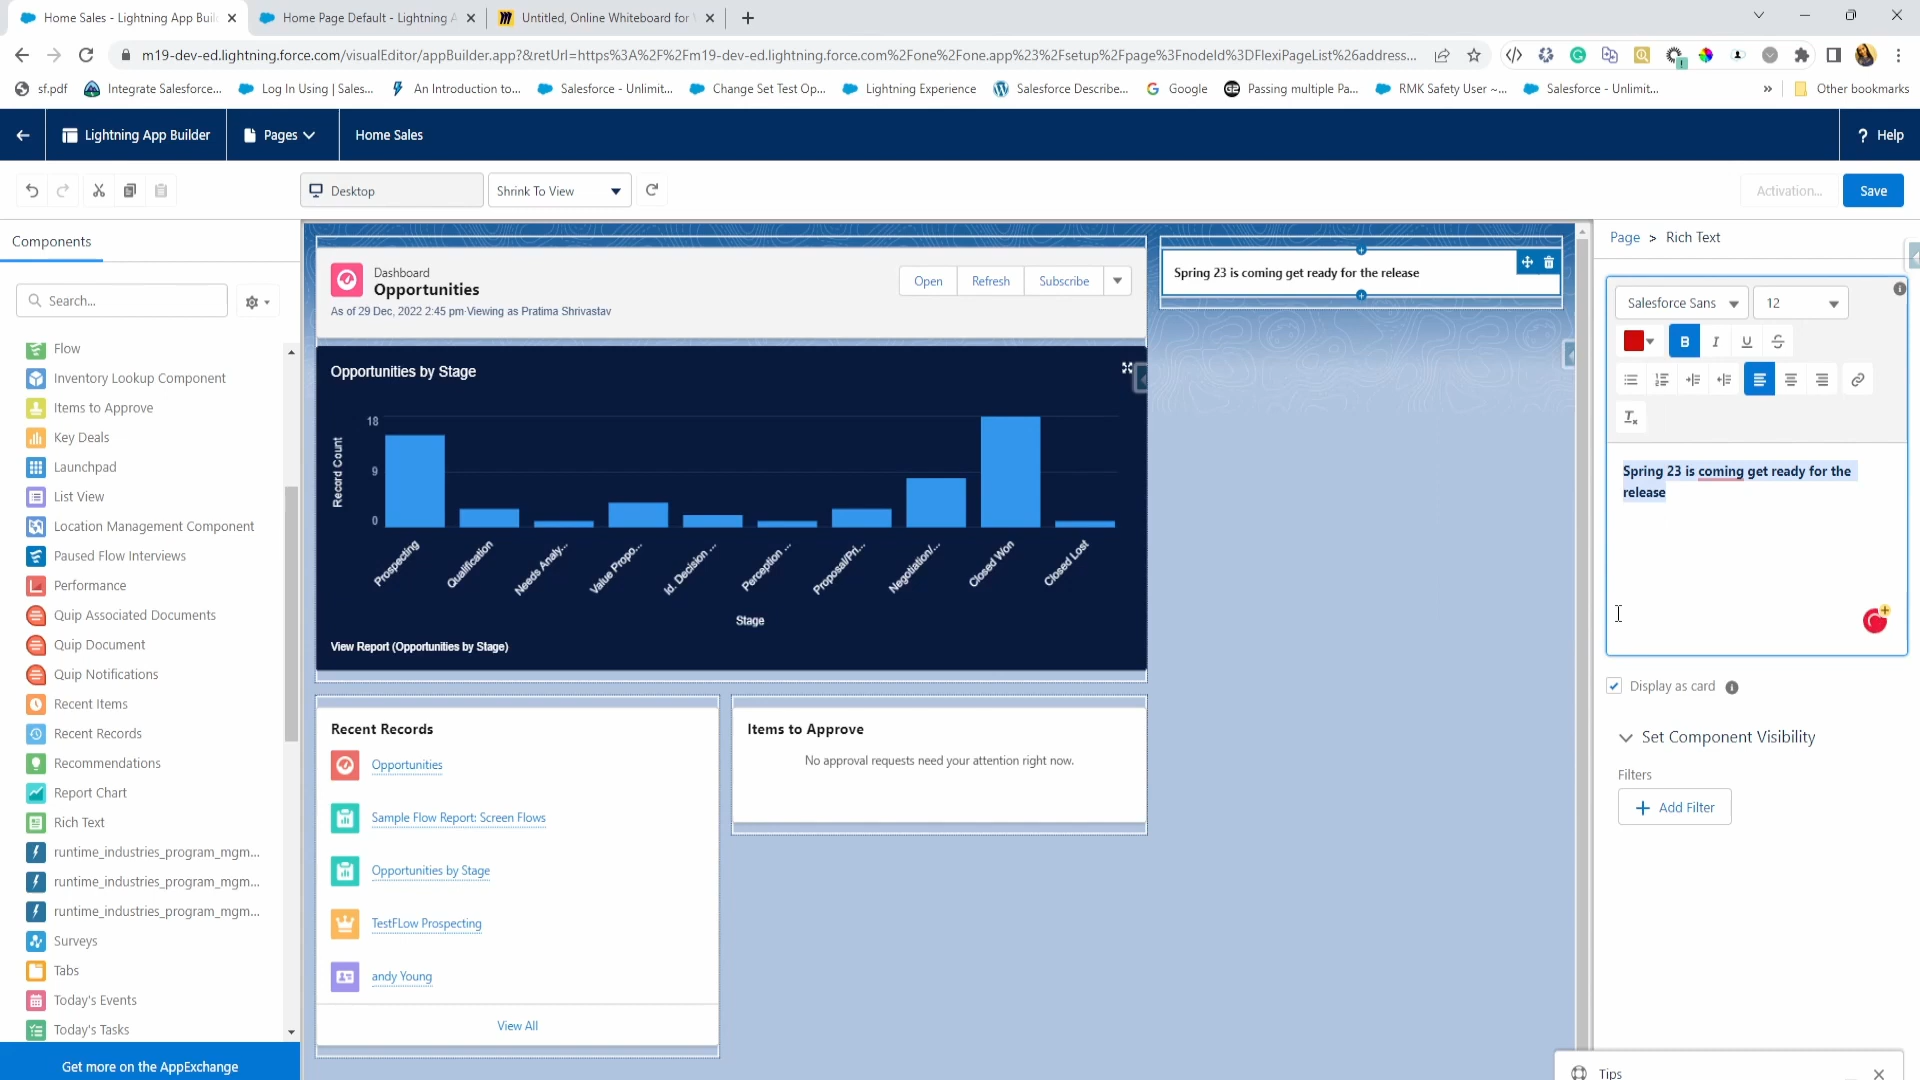 Home Sales - Lightning App Buil
Home Page Default - Lightning A
Untitled, Online Whiteboard for
m19-dev-ed.lightning.force.com/visualEditor/appBuilder.app?&retUrl=https%3A%2F%2Fm19-dev-ed.lightning.force.com%2Fone%2Fone.app%23%2Fsetup%2Fpage%3FnodeId%3DFlexiPageList%26address...
sf.pdf
Integrate Salesforce...
Log In Using | Sales...
An Introduction to...
Salesforce - Unlimit...
Change Set Test Op...
Lightning Experience
Salesforce Describe...
Google
Passing multiple Pa...
RMK Safety User ~...
Salesforce - Unlimit...
»
Other bookmarks
Lightning App Builder
Pages
Home Sales
? Help
Desktop
Shrink To View
Activation...
Save
Components
Search...
Flow
Inventory Lookup Component
Items to Approve
Key Deals
Launchpad
List View
Location Management Component
Paused Flow Interviews
Performance
Quip Associated Documents
Quip Document
Quip Notifications
Recent Items
Recent Records
Recommendations
Report Chart
Rich Text
runtime_industries_program_mgm...
runtime_industries_program_mgm...
runtime_industries_program_mgm...
Surveys
Tabs
Today's Events
Today's Tasks
Get more on the AppExchange
Dashboard
Opportunities
As of 29 Dec, 2022 2:45 pm·Viewing as Pratima Shrivastav
Open
Refresh
Subscribe
Opportunities by Stage
Record Count
18
9
0
Prospecting
Qualification
Needs Analy...
Value Propo...
Id. Decision ...
Perception ...
Proposal/Pri...
Negotiation/...
Closed Won
Closed Lost
Stage
View Report (Opportunities by Stage)
Recent Records
Opportunities
Sample Flow Report: Screen Flows
Opportunities by Stage
TestFLow Prospecting
andy Young
View All
Items to Approve
No approval requests need your attention right now.
Spring 23 is coming get ready for the release
Page > Rich Text
Salesforce Sans
12
B
I
U
S
Spring 23 is coming get ready for the
release
Display as card
Set Component Visibility
Filters
+ Add Filter
Tips